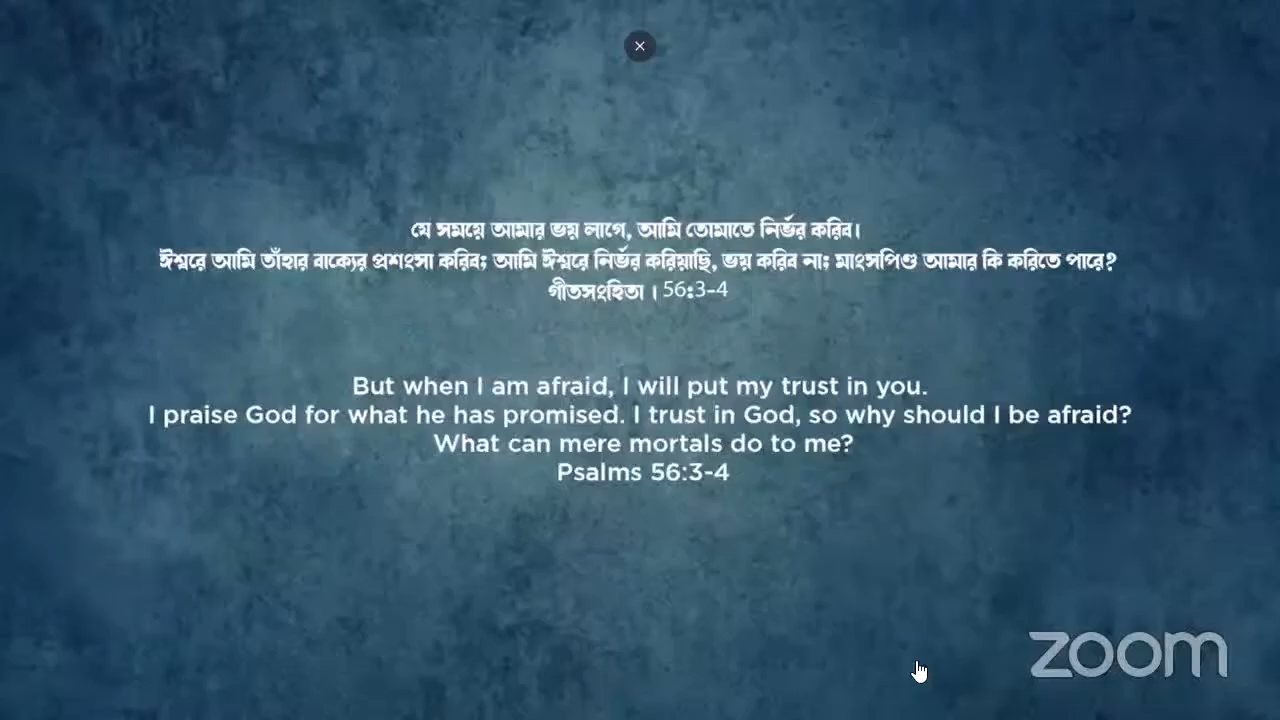 যে সময়ে আমার ভয় লাগে, আমি তোমাতে নির্ভর করিব।
ঈশ্বরে আমি তাঁহার বাক্যের প্রশংসা করিব; আমি ঈশ্বরে নির্ভর করিয়াছি, ভয় করিব না; মাংসপিণ্ড আমার কি করিতে পারে?
গীতসংহিতা । 56:3-4
But when I am afraid, I will put my trust in you.
I praise God for what he has promised. I trust in God, so why should I be afraid?
What can mere mortals do to me?
Psalms 56:3-4
zoom